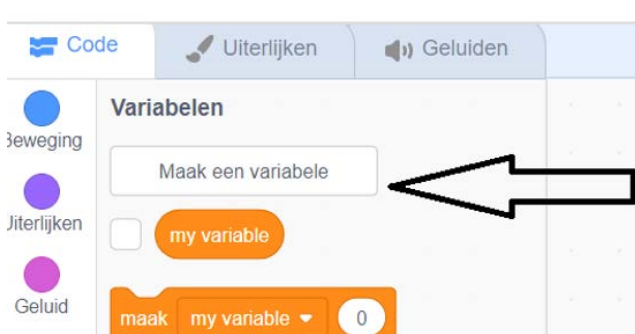 Code
Uiterlijken
Geluiden
Beweging
Uiterlijken
Geluid
Variabelen
Maak een variabele
my variable
maak my variable 0